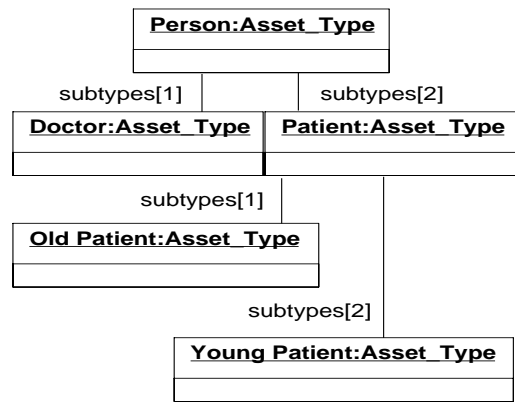 Person:Asset_Type
subtypes[1]
subtypes[2]
Doctor:Asset_Type
Patient:Asset_Type
subtypes[1]
Old Patient:Asset_Type
subtypes[2]
Young Patient:Asset_Type